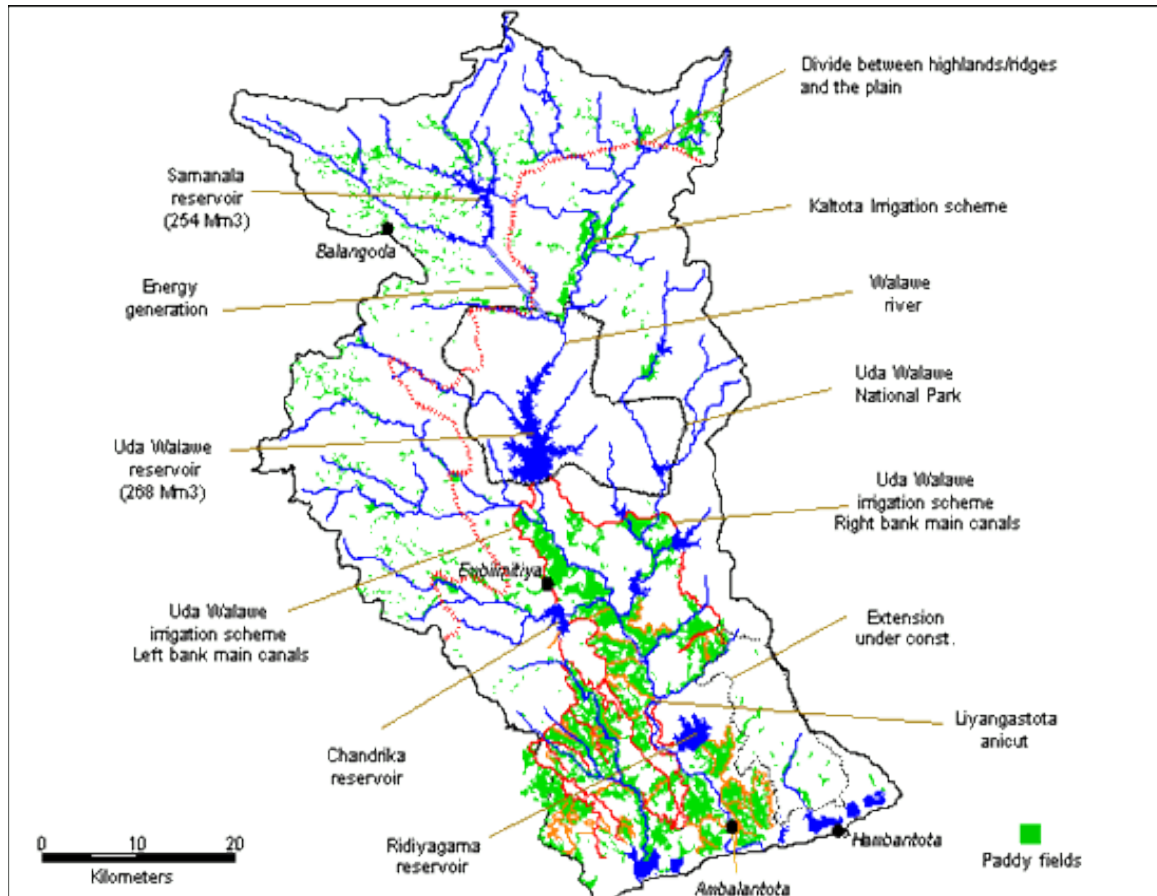 Divide between highlands/ridges
and the plain
Samanala
reservoir
(254 Mm3)
Kaltota Irrigation scheme
Balangoda
Energy
generation
Walawe
river
Uda Walawe
National Park
Uda Walawe
reservoir
(268 Mm3)
Uda Walawe
irrigation scheme
Right bank main canals
Uda Walawe
irrigation scheme
Left bank main canals
Extension
under const.
Liyangastota
anicut
Chandrika
reservoir
Ridiyagama
reservoir
Hambantota
Ambalantota
0 10 20
Kilometers
Paddy fields